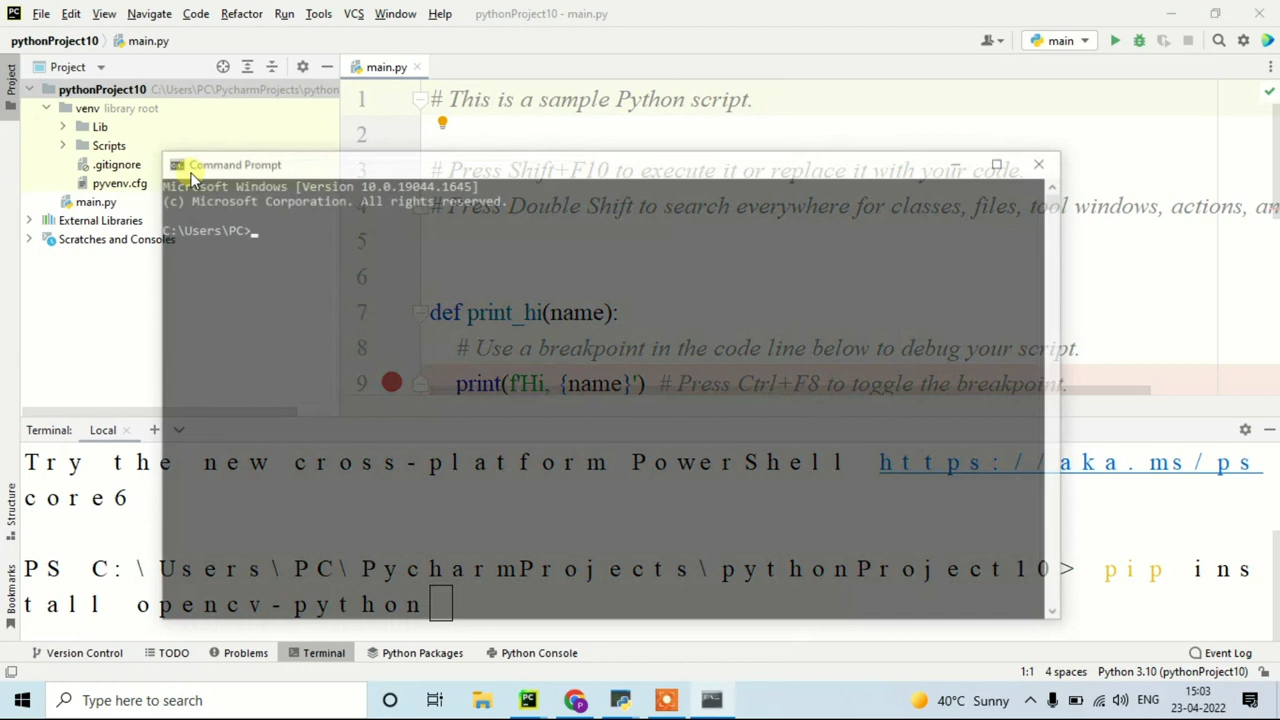 File Edit View Navigate Code Refactor Run Tools VCS Window Help pythonProject10 - main.py
pythonProject10 main.py main
Project main.py
pythonProject10 C:\Users\PC\PycharmProjects\python
venv library root
Lib
Scripts
.gitignore
pyvenv.cfg
main.py
External Libraries
Scratches and Consoles
1 # This is a sample Python script.
2
3 # Press Shift+F10 to execute it or replace it with your code.
4 # Press Double Shift to search everywhere for classes, files, tool windows, actions, an
5
6
7 def print_hi(name):
8 # Use a breakpoint in the code line below to debug your script.
9 print(f'Hi, {name}') # Press Ctrl+F8 to toggle the breakpoint.
Command Prompt
Microsoft Windows [Version 10.0.19044.1645]
(c) Microsoft Corporation. All rights reserved.
C:\Users\PC>
Terminal: Local
Try the new cross-platform PowerShell https://aka.ms/ps
core6
PS C:\Users\PC\PycharmProjects\pythonProject10> pip ins
tall opencv-python
Project
Structure
Bookmarks
Version Control TODO Problems Terminal Python Packages Python Console Event Log
1:1 4 spaces Python 3.10 (pythonProject10)
Type here to search 40°C Sunny ENG 15:03
23-04-2022